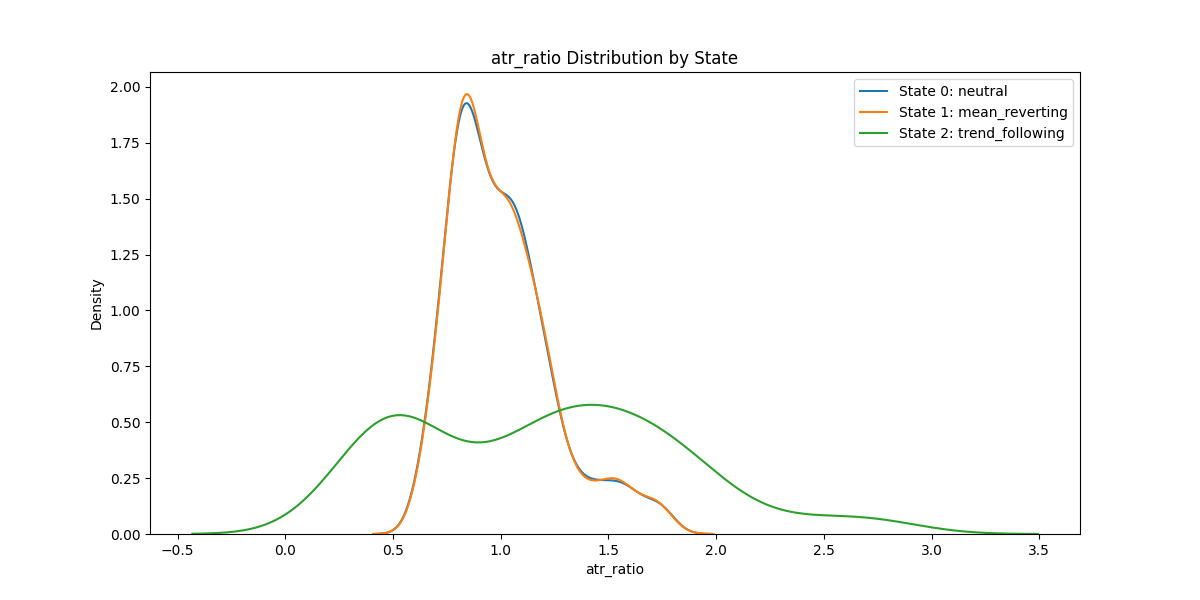 atr_ratio Distribution by State
State 0: neutral
State 1: mean_reverting
State 2: trend_following
Density
2.00
1.75
1.50
1.25
1.00
0.75
0.50
0.25
0.00
−0.5 0.0 0.5 1.0 1.5 2.0 2.5 3.0 3.5
atr_ratio